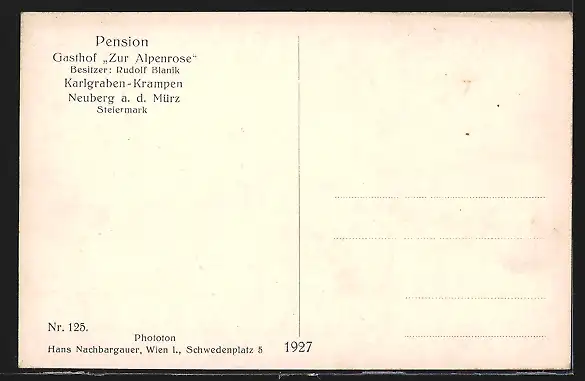 Pension
Gasthof „Zur Alpenrose"
Besitzer: Rudolf Blanik
Karlgraben-Krampen
Neuberg a. d. Mürz
Steiermark
Nr. 125.
Phototon
Hans Nachbargauer, Wien I., Schwedenplatz 5
1927